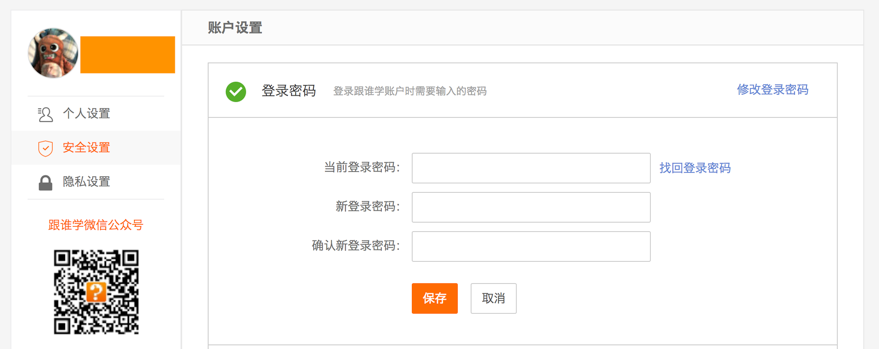 账户设置
登录密码 登录跟谁学账户时需要输入的密码 修改登录密码
个人设置
安全设置
隐私设置
跟谁学微信公众号
当前登录密码： 找回登录密码
新登录密码：
确认新登录密码：
保存 取消